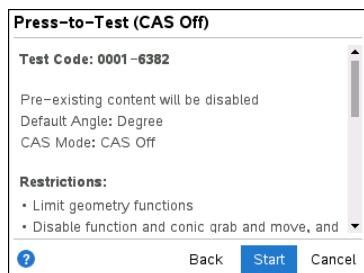 Press-to-Test (CAS Off)
Test Code: 0001-6382
Pre-existing content will be disabled
Default Angle: Degree
CAS Mode: CAS Off
Restrictions:
• Limit geometry functions
• Disable function and conic grab and move, and
? Back Start Cancel